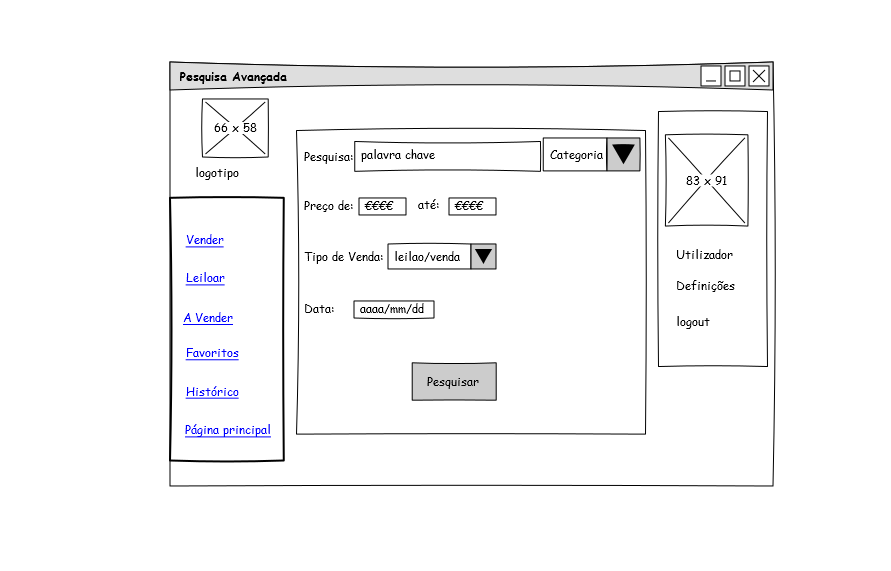 Pesquisa Avançada
66 x 58
logotipo
Vender
Leiloar
A Vender
Favoritos
Histórico
Página principal
Pesquisa: palavra chave Categoria
Preço de: €€€€ até: €€€€
Tipo de Venda: leilao/venda
Data: aaaa/mm/dd
Pesquisar
83 x 91
Utilizador
Definições
logout